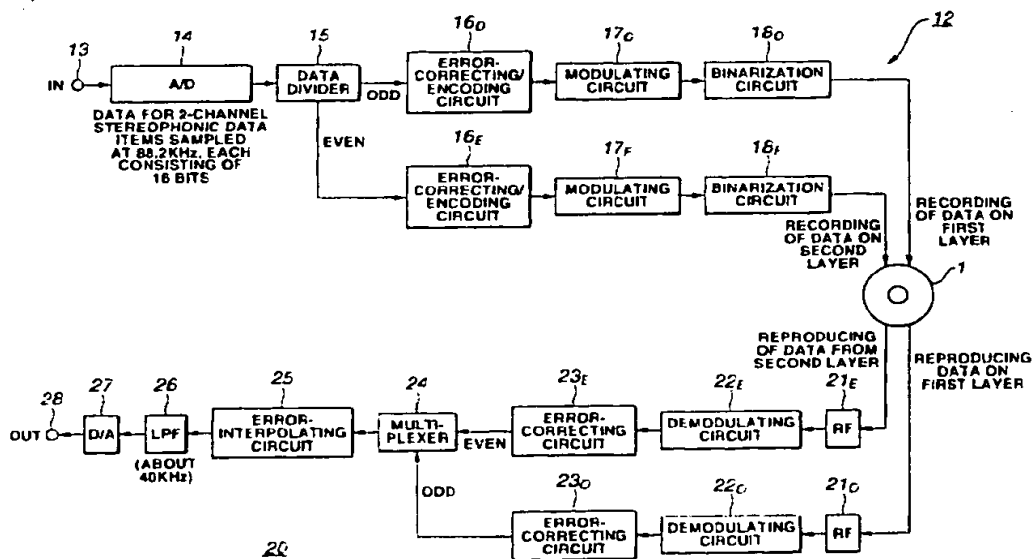 13
IN
14
A/D
DATA FOR 2-CHANNEL
STEREOPHONIC DATA
ITEMS SAMPLED
AT 88.2KHz, EACH
CONSISTING OF
16 BITS
15
DATA
DIVIDER
ODD
EVEN
16O
ERROR-
CORRECTING/
ENCODING
CIRCUIT
17O
MODULATING
CIRCUIT
18O
BINARIZATION
CIRCUIT
12
16E
ERROR-
CORRECTING/
ENCODING
CIRCUIT
17E
MODULATING
CIRCUIT
18E
BINARIZATION
CIRCUIT
RECORDING
OF DATA ON
SECOND
LAYER
RECORDING
OF DATA ON
FIRST
LAYER
1
REPRODUCING
OF DATA FROM
SECOND LAYER
REPRODUCING
DATA ON
FIRST LAYER
28
OUT
27
D/A
26
LPF
(ABOUT
40KHz)
25
ERROR-
INTERPOLATING
CIRCUIT
24
MULTI-
PLEXER
EVEN
ODD
23E
ERROR-
CORRECTING
CIRCUIT
22E
DEMODULATING
CIRCUIT
21E
RF
23O
ERROR-
CORRECTING
CIRCUIT
22O
DEMODULATING
CIRCUIT
21O
RF
20